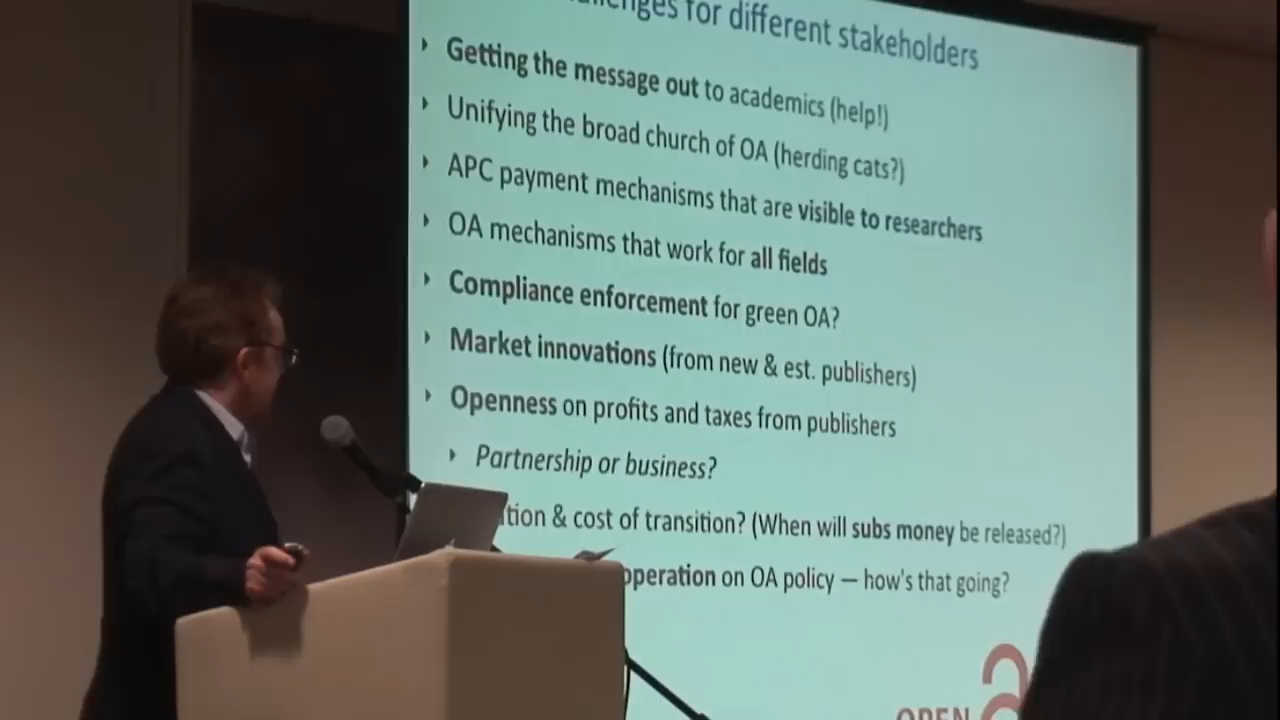 for different stakeholders
Getting the message out to academics (help!)
Unifying the broad church of OA (herding cats?)
APC payment mechanisms that are visible to researchers
OA mechanisms that work for all fields
Compliance enforcement for green OA?
Market innovations (from new & est. publishers)
Openness on profits and taxes from publishers
Partnership or business?
& cost of transition? (When will subs money be released?)
on OA policy — how's that going?
OPEN